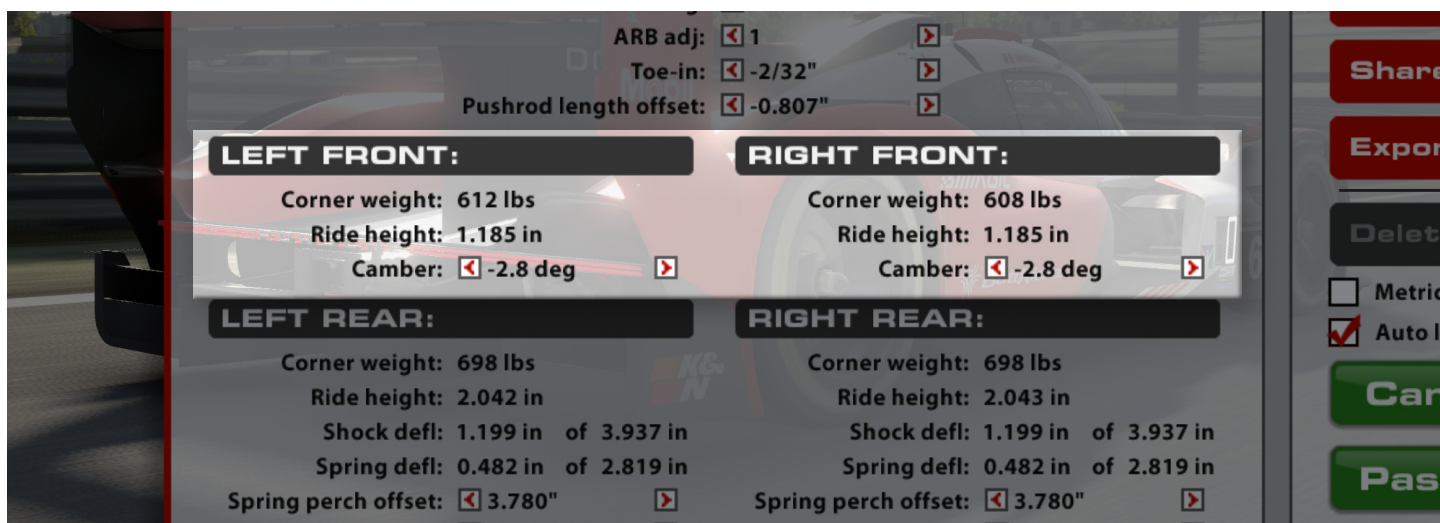 ARB adj: 1
Toe-in: -2/32"
Pushrod length offset: -0.807"
LEFT FRONT:
Corner weight: 612 lbs
Ride height: 1.185 in
Camber: -2.8 deg
RIGHT FRONT:
Corner weight: 608 lbs
Ride height: 1.185 in
Camber: -2.8 deg
LEFT REAR:
Corner weight: 698 lbs
Ride height: 2.042 in
Shock defl: 1.199 in of 3.937 in
Spring defl: 0.482 in of 2.819 in
Spring perch offset: 3.780"
RIGHT REAR:
Corner weight: 698 lbs
Ride height: 2.043 in
Shock defl: 1.199 in of 3.937 in
Spring defl: 0.482 in of 2.819 in
Spring perch offset: 3.780"
Share
Expor
Delet
Metric
Auto l
Car
Pas
Mobil
K&N